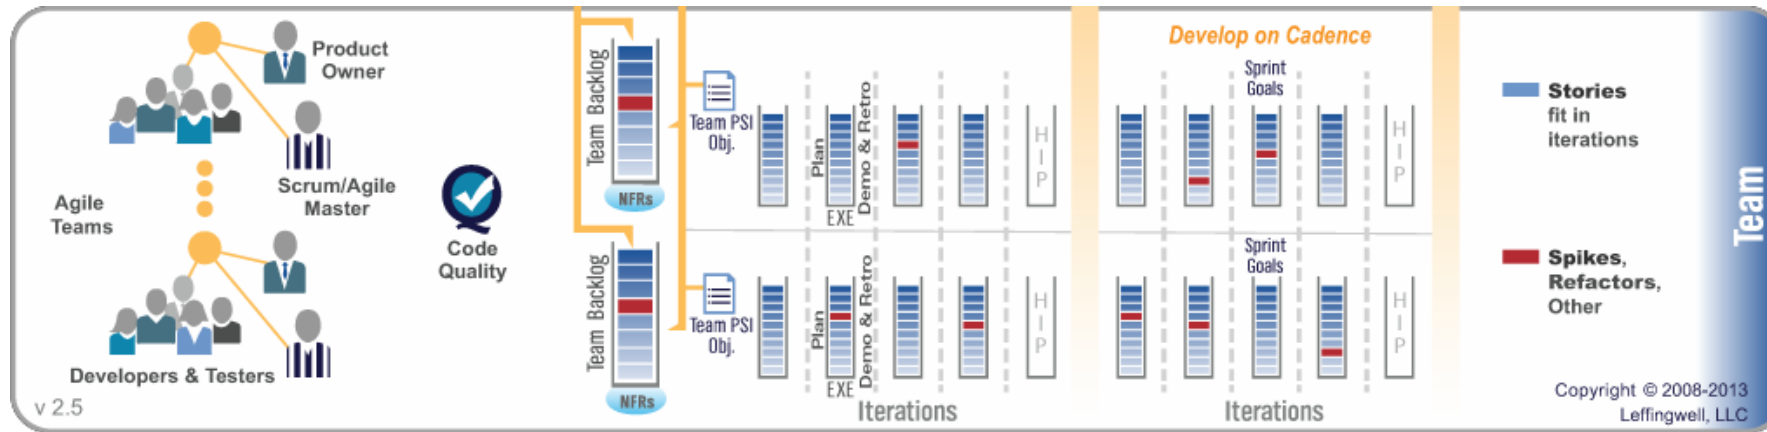 Product
Owner
Scrum/Agile
Master
Agile
Teams
Developers & Testers
v 2.5
Code
Quality
Team Backlog
NFRs
Team PSI
Obj.
Plan
EXE
Demo & Retro
H
I
P
Team Backlog
NFRs
Team PSI
Obj.
Plan
EXE
Demo & Retro
H
I
P
Iterations
Develop on Cadence
Sprint
Goals
H
I
P
Sprint
Goals
H
I
P
Iterations
Stories
fit in
iterations
Spikes,
Refactors,
Other
Team
Copyright © 2008-2013
Leffingwell, LLC